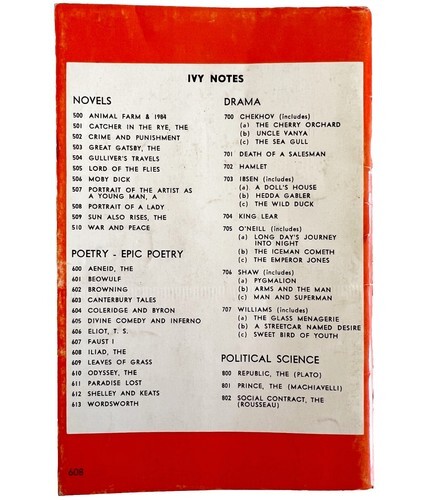 IVY NOTES
NOVELS
500 ANIMAL FARM & 1984
501 CATCHER IN THE RYE, THE
502 CRIME AND PUNISHMENT
503 GREAT GATSBY, THE
504 GULLIVER'S TRAVELS
505 LORD OF THE FLIES
506 MOBY DICK
507 PORTRAIT OF THE ARTIST AS
A YOUNG MAN, A
508 PORTRAIT OF A LADY
509 SUN ALSO RISES, THE
510 WAR AND PEACE
POETRY - EPIC POETRY
600 AENEID, THE
601 BEOWULF
602 BROWNING
603 CANTERBURY TALES
604 COLERIDGE AND BYRON
605 DIVINE COMEDY AND INFERNO
606 ELIOT, T. S.
607 FAUST I
608 ILIAD, THE
609 LEAVES OF GRASS
610 ODYSSEY, THE
611 PARADISE LOST
612 SHELLEY AND KEATS
613 WORDSWORTH
DRAMA
700 CHEKHOV (includes)
(a) THE CHERRY ORCHARD
(b) UNCLE VANYA
(c) THE SEA GULL
701 DEATH OF A SALESMAN
702 HAMLET
703 IBSEN (includes)
(a) A DOLL'S HOUSE
(b) HEDDA GABLER
(c) THE WILD DUCK
704 KING LEAR
705 O'NEILL (includes)
(a) LONG DAY'S JOURNEY
INTO NIGHT
(b) THE ICEMAN COMETH
(c) THE EMPEROR JONES
706 SHAW (includes)
(a) PYGMALION
(b) ARMS AND THE MAN
(c) MAN AND SUPERMAN
707 WILLIAMS (includes)
(a) THE GLASS MENAGERIE
(b) A STREETCAR NAMED DESIRE
(c) SWEET BIRD OF YOUTH
POLITICAL SCIENCE
800 REPUBLIC, THE (PLATO)
801 PRINCE, THE (MACHIAVELLI)
802 SOCIAL CONTRACT, THE
(ROUSSEAU)
608